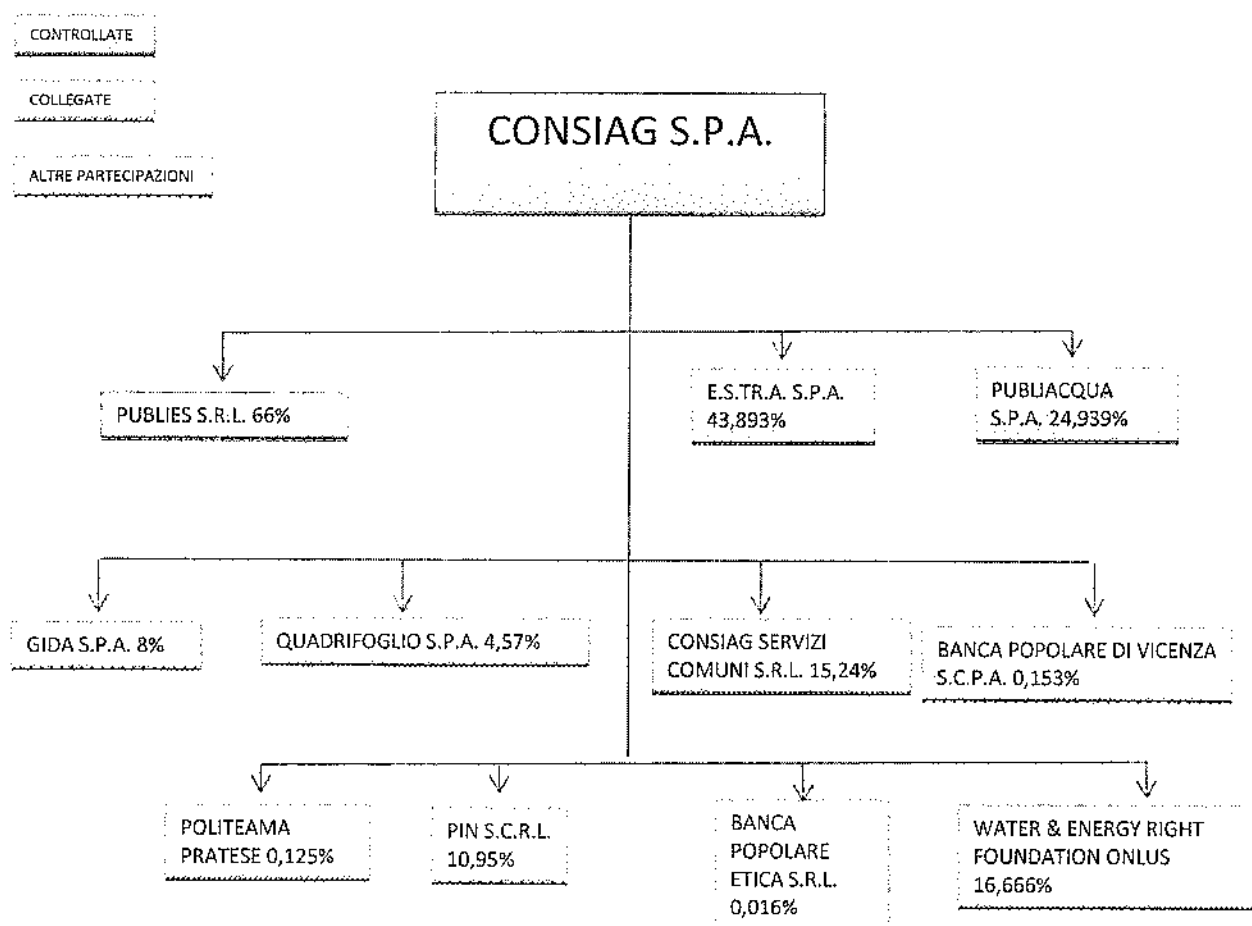 CONTROLLATE
COLLEGATE
ALTRE PARTECIPAZIONI
CONSIAG S.P.A.
PUBLIES S.R.L. 66%
E.S.TR.A. S.P.A.
43,893%
PUBLIACQUA
S.P.A. 24,939%
GIDA S.P.A. 8%
QUADRIFOGLIO S.P.A. 4,57%
CONSIAG SERVIZI
COMUNI S.R.L. 15,24%
BANCA POPOLARE DI VICENZA
S.C.P.A. 0,153%
POLITEAMA
PRATESE 0,125%
PIN S.C.R.L.
10,95%
BANCA
POPOLARE
ETICA S.R.L.
0,016%
WATER & ENERGY RIGHT
FOUNDATION ONLUS
16,666%